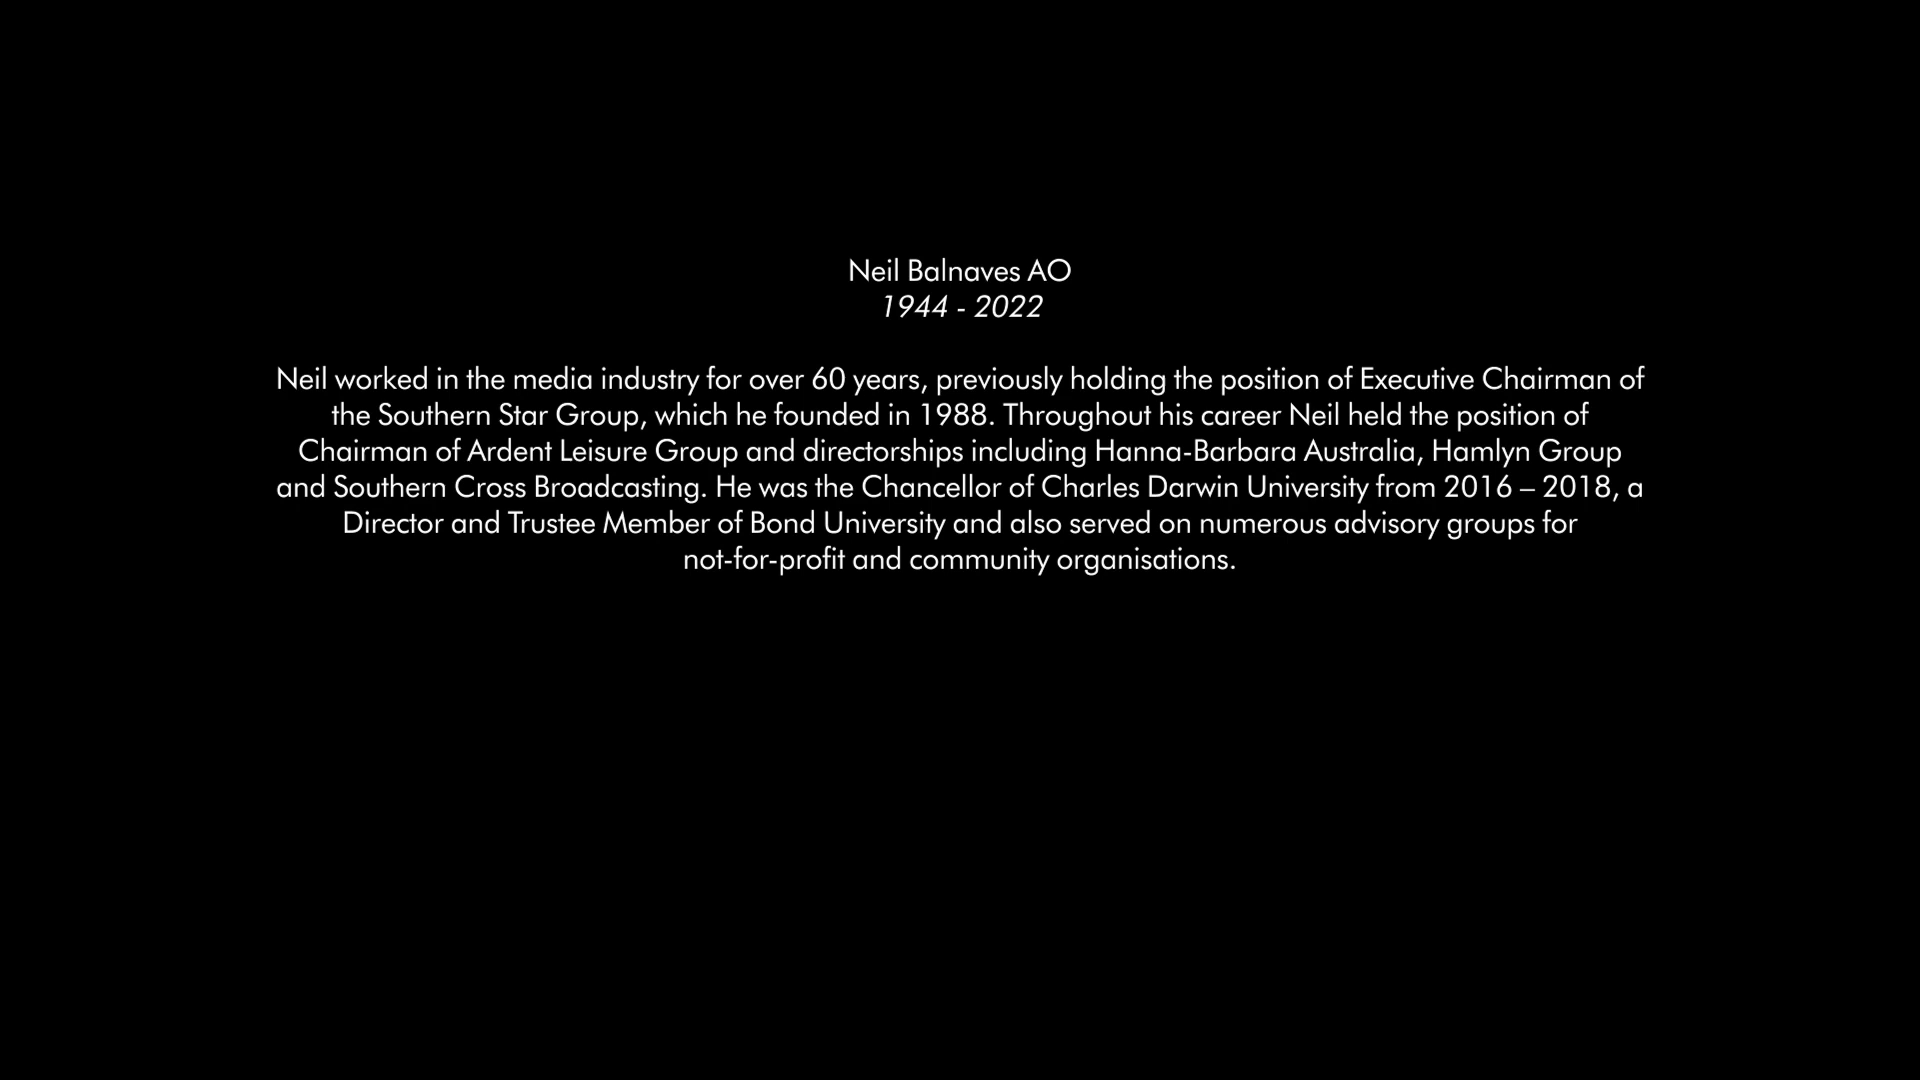 Neil Balnaves AO
1944 - 2022
Neil worked in the media industry for over 60 years, previously holding the position of Executive Chairman of
the Southern Star Group, which he founded in 1988. Throughout his career Neil held the position of
Chairman of Ardent Leisure Group and directorships including Hanna-Barbara Australia, Hamlyn Group
and Southern Cross Broadcasting. He was the Chancellor of Charles Darwin University from 2016 – 2018, a
Director and Trustee Member of Bond University and also served on numerous advisory groups for
not-for-profit and community organisations.